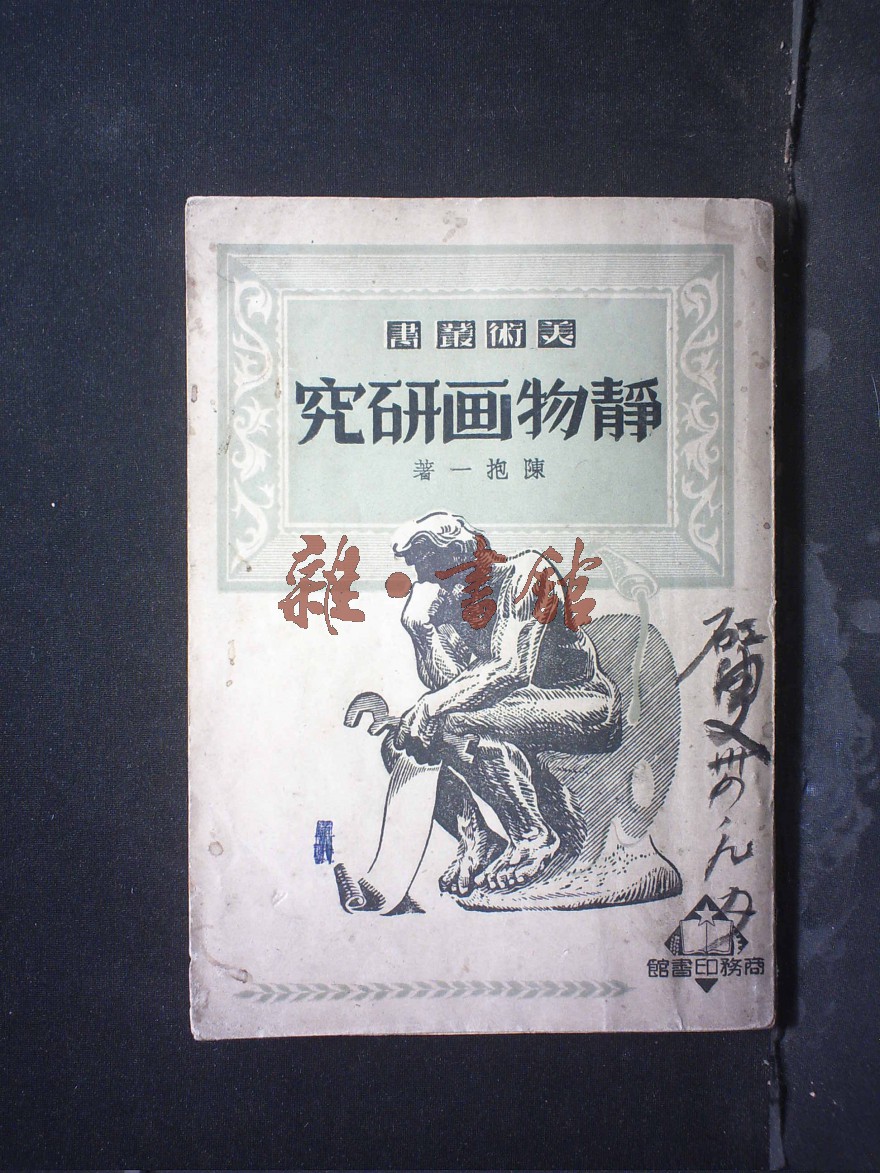 美術叢書
靜物画研究
陳抱一著
雜·書館
商務印書館